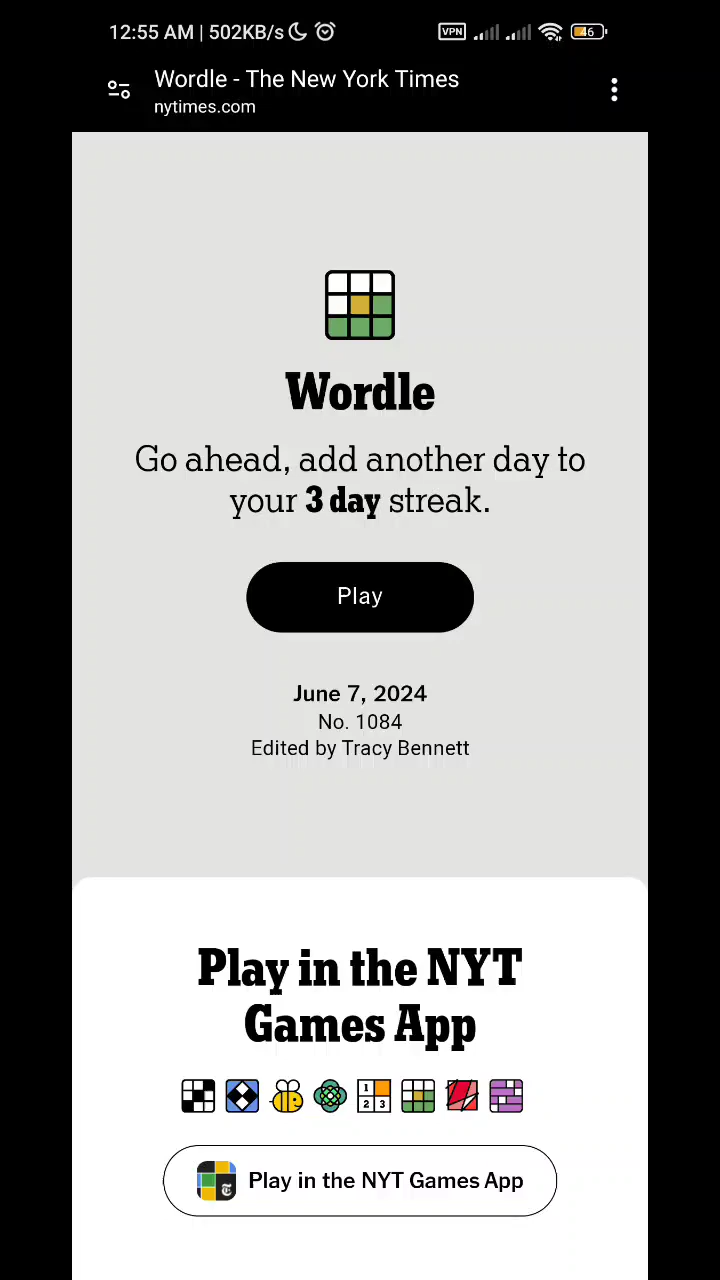 12:55 AM | 502KB/s VPN 46
Wordle - The New York Times
nytimes.com
Wordle
Go ahead, add another day to
your 3 day streak.
Play
June 7, 2024
No. 1084
Edited by Tracy Bennett
Play in the NYT
Games App
1
2 3
Play in the NYT Games App